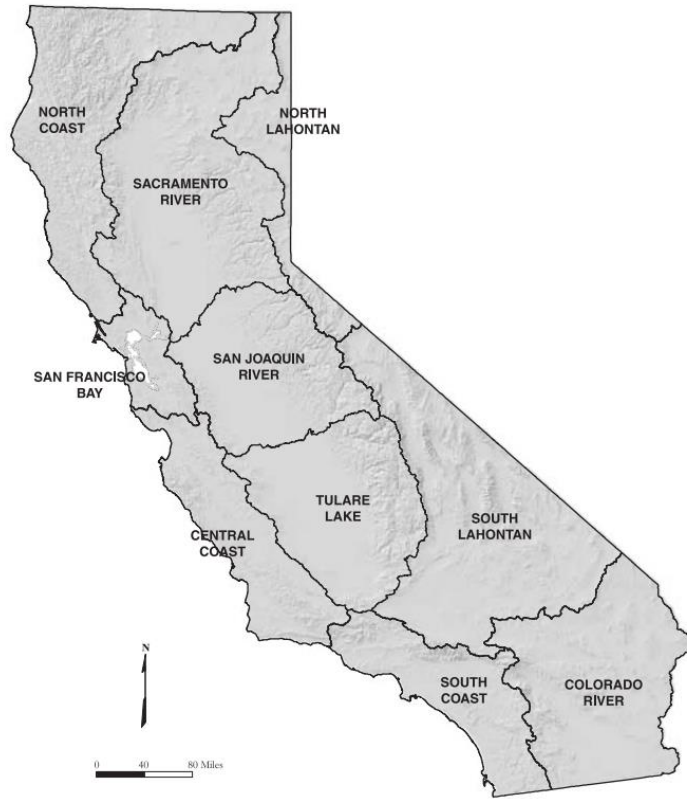 NORTH
COAST
NORTH
LAHONTAN
SACRAMENTO
RIVER
SAN JOAQUIN
RIVER
SAN FRANCISCO
BAY
TULARE
LAKE
SOUTH
LAHONTAN
CENTRAL
COAST
SOUTH
COAST
COLORADO
RIVER
N
0 40 80 Miles